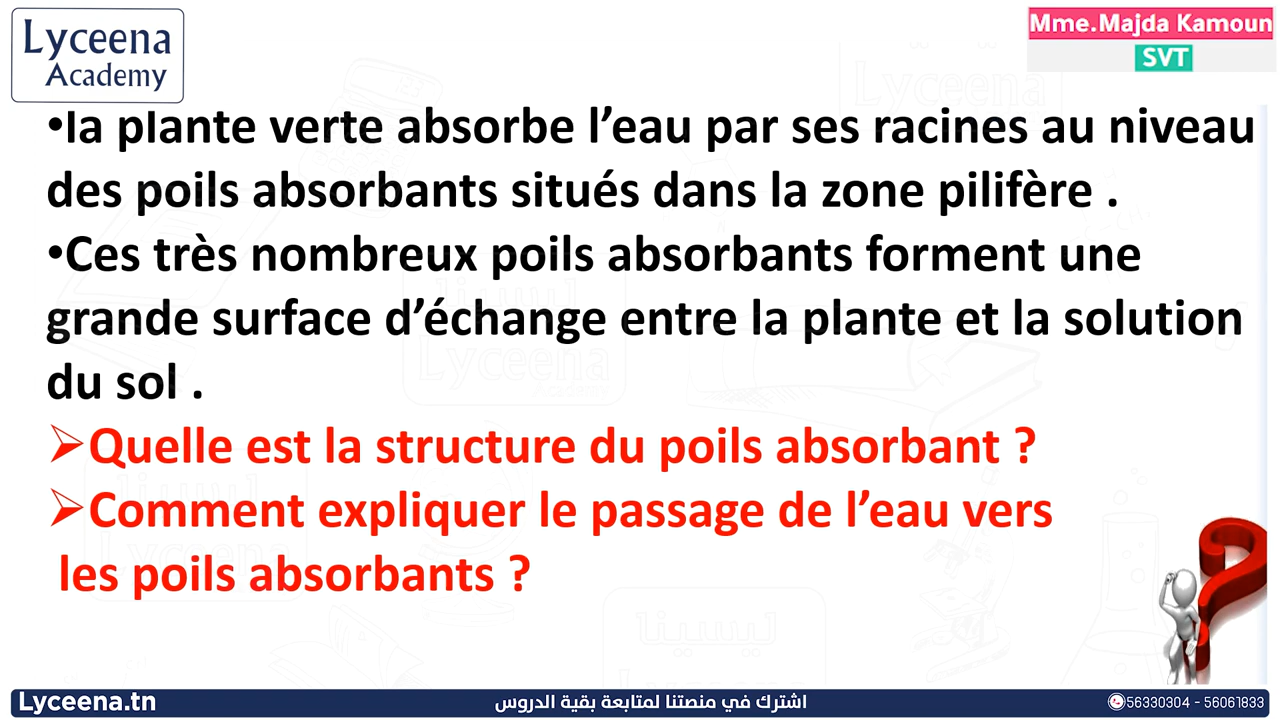 Lyceena
Academy
Mme.Majda Kamoun
SVT
•la plante verte absorbe l’eau par ses racines au niveau
des poils absorbants situés dans la zone pilifère .
•Ces très nombreux poils absorbants forment une
grande surface d’échange entre la plante et la solution
du sol .
➢Quelle est la structure du poils absorbant ?
➢Comment expliquer le passage de l’eau vers
les poils absorbants ?
Lyceena.tn
اشترك في منصتنا لمتابعة بقية الدروس
56330304 - 56061833